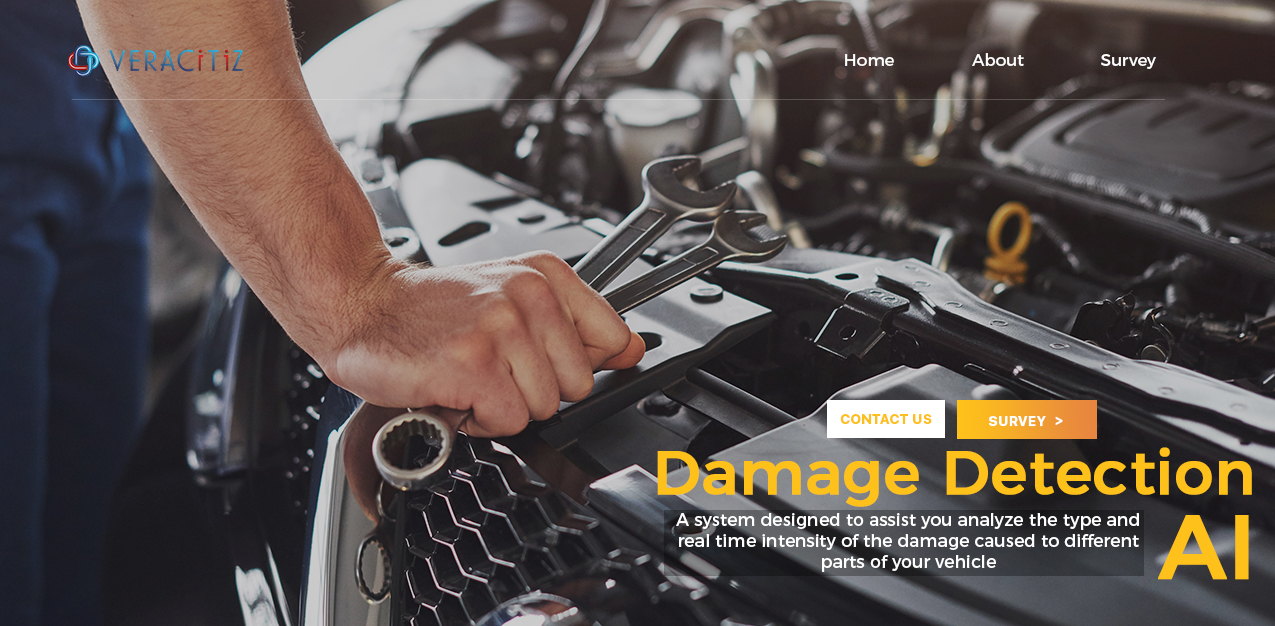 VERACiTiZ
Home About Survey
CONTACT US SURVEY >
Damage Detection
A system designed to assist you analyze the type and
real time intensity of the damage caused to different
parts of your vehicle
AI